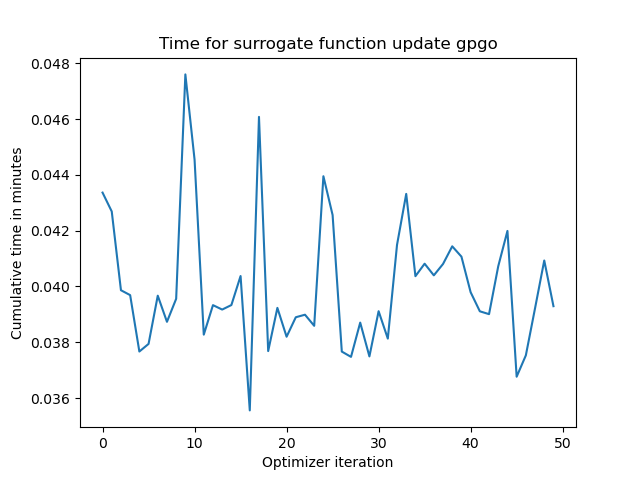 Time for surrogate function update gpgo
0.048
0.046
0.044
0.042
0.040
0.038
0.036
Cumulative time in minutes
0 10 20 30 40 50
Optimizer iteration